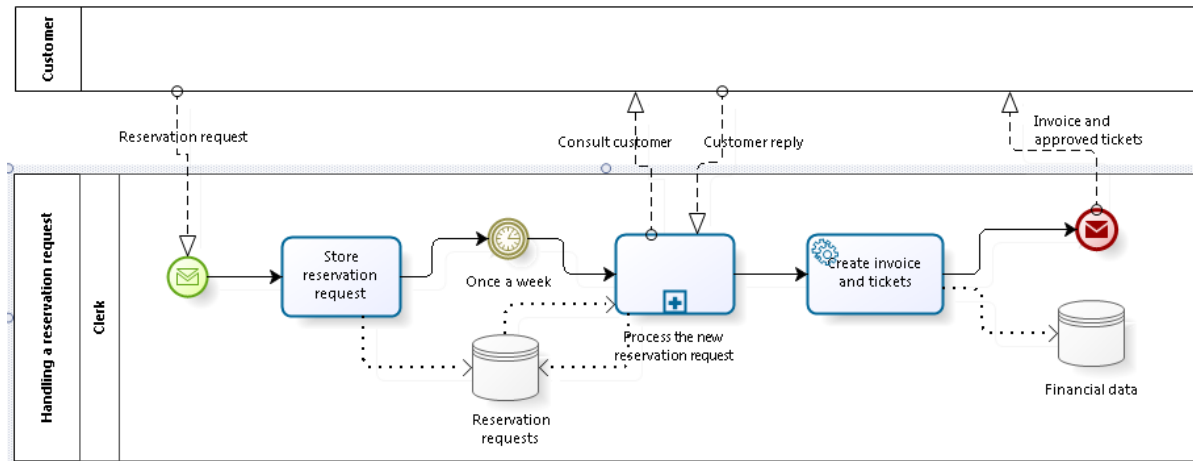 Customer
Reservation request
Consult customer
Customer reply
Invoice and
approved tickets
Handling a reservation request
Clerk
Store
reservation
request
Once a week
Process the new
reservation request
Create invoice
and tickets
Reservation
requests
Financial data